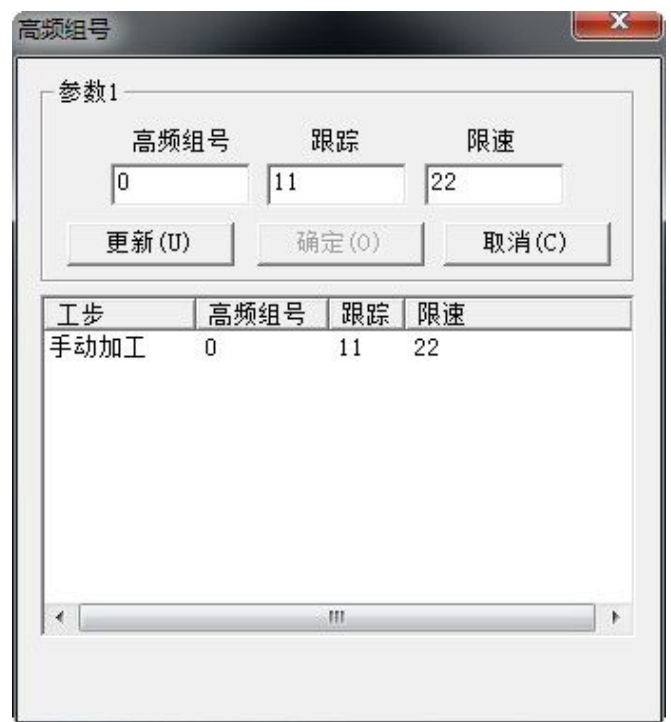 高频组号
参数1
高频组号 跟踪 限速
0 11 22
更新(U) 确定(O) 取消(C)
工步 高频组号 跟踪 限速
手动加工 0 11 22